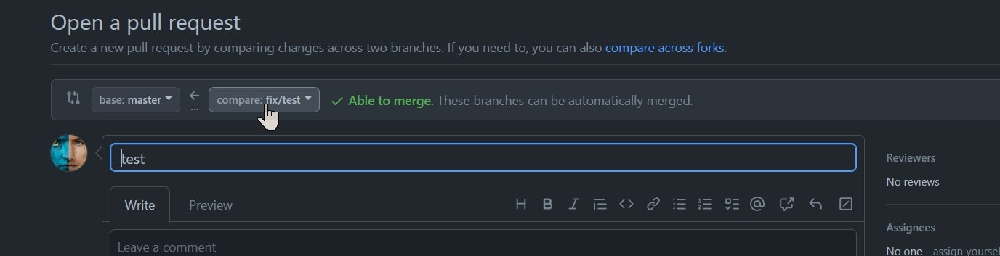 Open a pull request
Create a new pull request by comparing changes across two branches. If you need to, you can also compare across forks.
base: master
...
compare: fix/test
Able to merge. These branches can be automatically merged.
test
Reviewers
No reviews
Write
Preview
Leave a comment
Assignees
No one—assign yourself